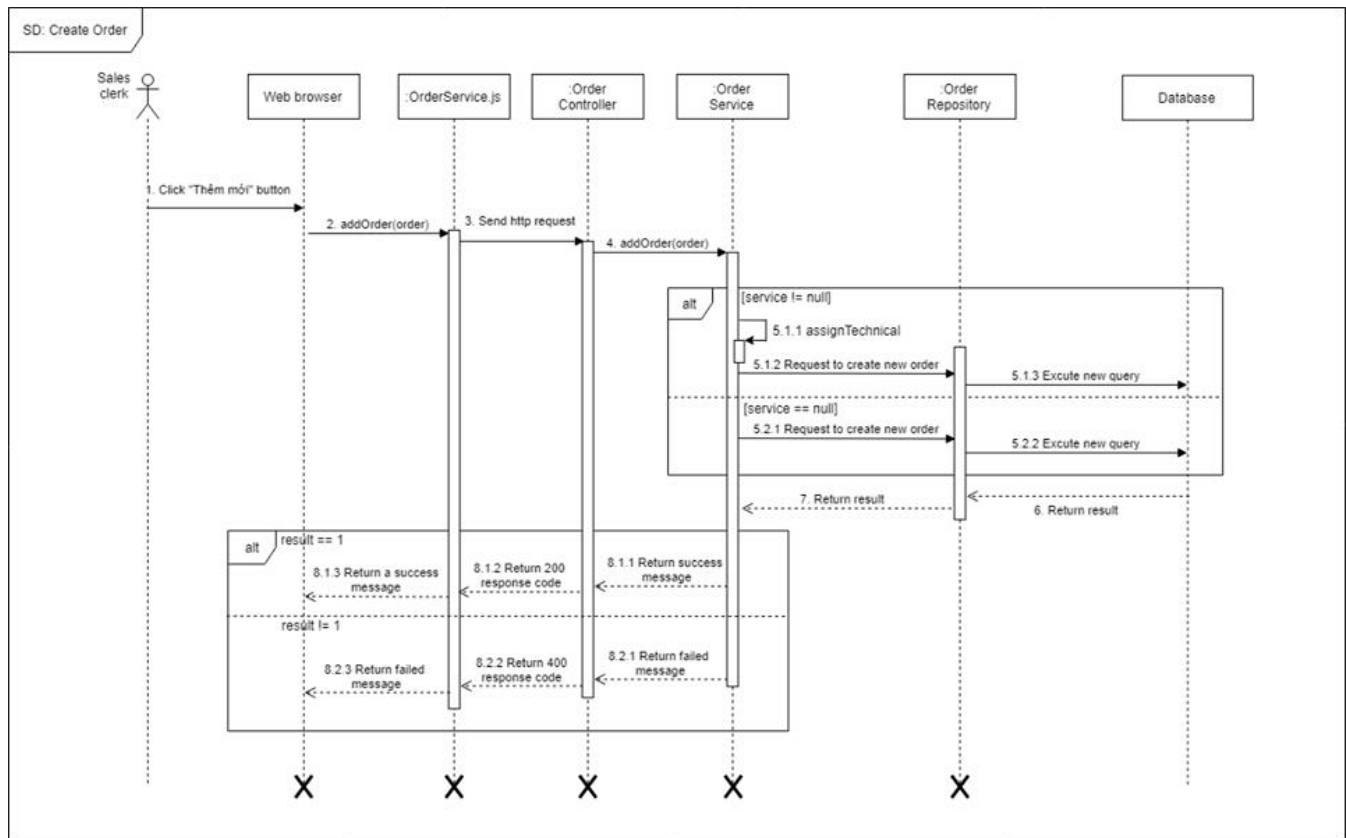 SD: Create Order
Sales
clerk
Web browser
:OrderService.js
:Order
Controller
:Order
Service
:Order
Repository
Database
1. Click "Thêm mới" button
2. addOrder(order)
3. Send http request
4. addOrder(order)
alt
[service != null]
5.1.1 assignTechnical
5.1.2 Request to create new order
5.1.3 Excute new query
[service == null]
5.2.1 Request to create new order
5.2.2 Excute new query
7. Return result
6. Return result
alt
result == 1
8.1.3 Return a success
message
8.1.2 Return 200
response code
8.1.1 Return success
message
result != 1
8.2.3 Return failed
message
8.2.2 Return 400
response code
8.2.1 Return failed
message